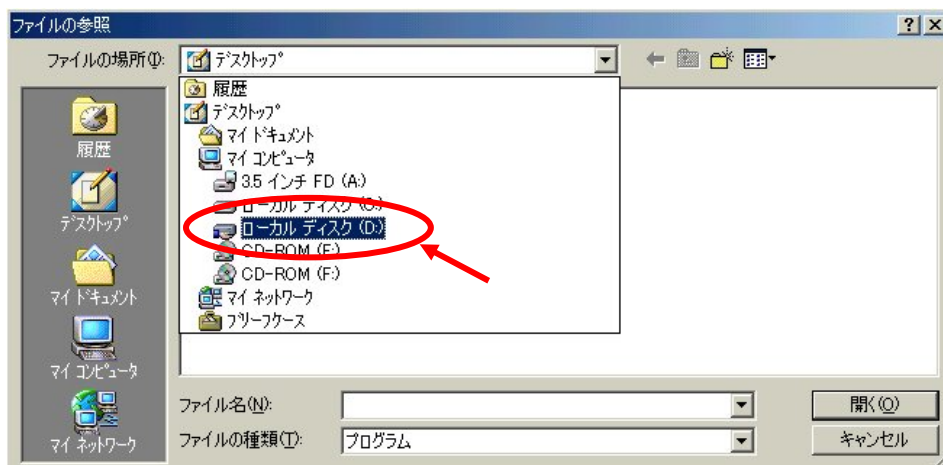 ファイルの参照
ファイルの場所(I):
デスクトップ
履歴
デスクトップ
マイ ドキュメント
マイ コンピュータ
3.5 インチ FD (A:)
ローカル ディスク (C:)
ローカル ディスク (D:)
CD-ROM (E:)
CD-ROM (F:)
マイ ネットワーク
ブリーフケース
履歴
デスクトップ
マイ ドキュメント
マイ コンピュータ
マイ ネットワーク
ファイル名(N):
開く(O)
ファイルの種類(T):
プログラム
キャンセル